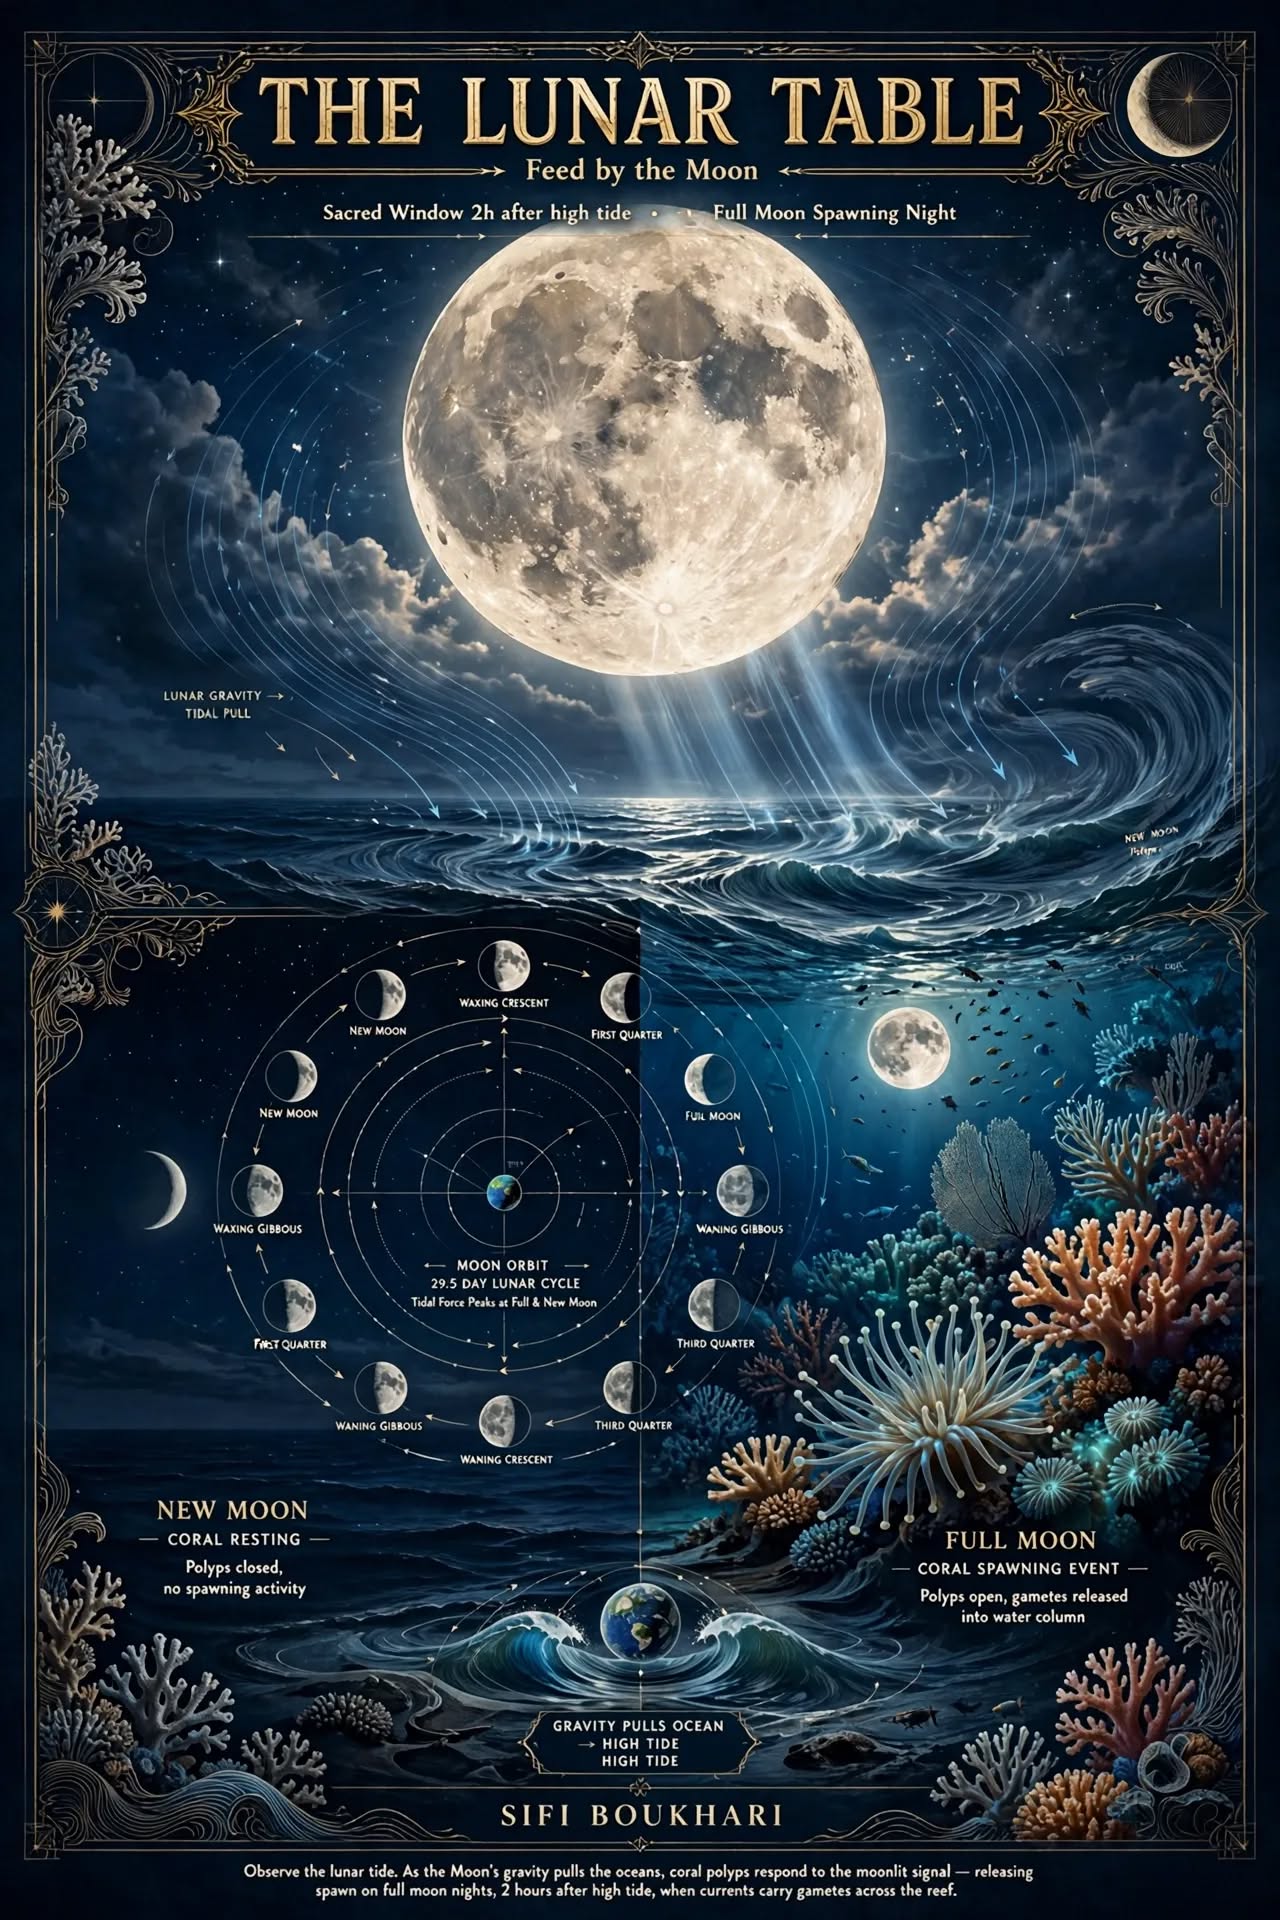 THE LUNAR TABLE
Feed by the Moon
Sacred Window 2h after high tide • Full Moon Spawning Night
LUNAR GRAVITY →
TIDAL PULL
NEW MOON
WAXING CRESCENT
NEW MOON
FIRST QUARTER
NEW MOON
FULL MOON
WAXING GIBBOUS
WANING GIBBOUS
MOON ORBIT
29.5 DAY LUNAR CYCLE
Tidal Force Peaks at Full & New Moon
QUARTER
THIRD QUARTER
WANING GIBBOUS
THIRD QUARTER
WANING CRESCENT
NEW MOON
CORAL RESTING
Polyps closed,
no spawning activity
FULL MOON
CORAL SPAWNING EVENT
Polyps open, gametes released
into water column
GRAVITY PULLS OCEAN
→ HIGH TIDE
HIGH TIDE
SIFI BOUKHARI
Observe the lunar tide. As the Moon's gravity pulls the oceans, coral polyps respond to the moonlit signal — releasing
spawn on full moon nights, 2 hours after high tide, when currents carry gametes across the reef.